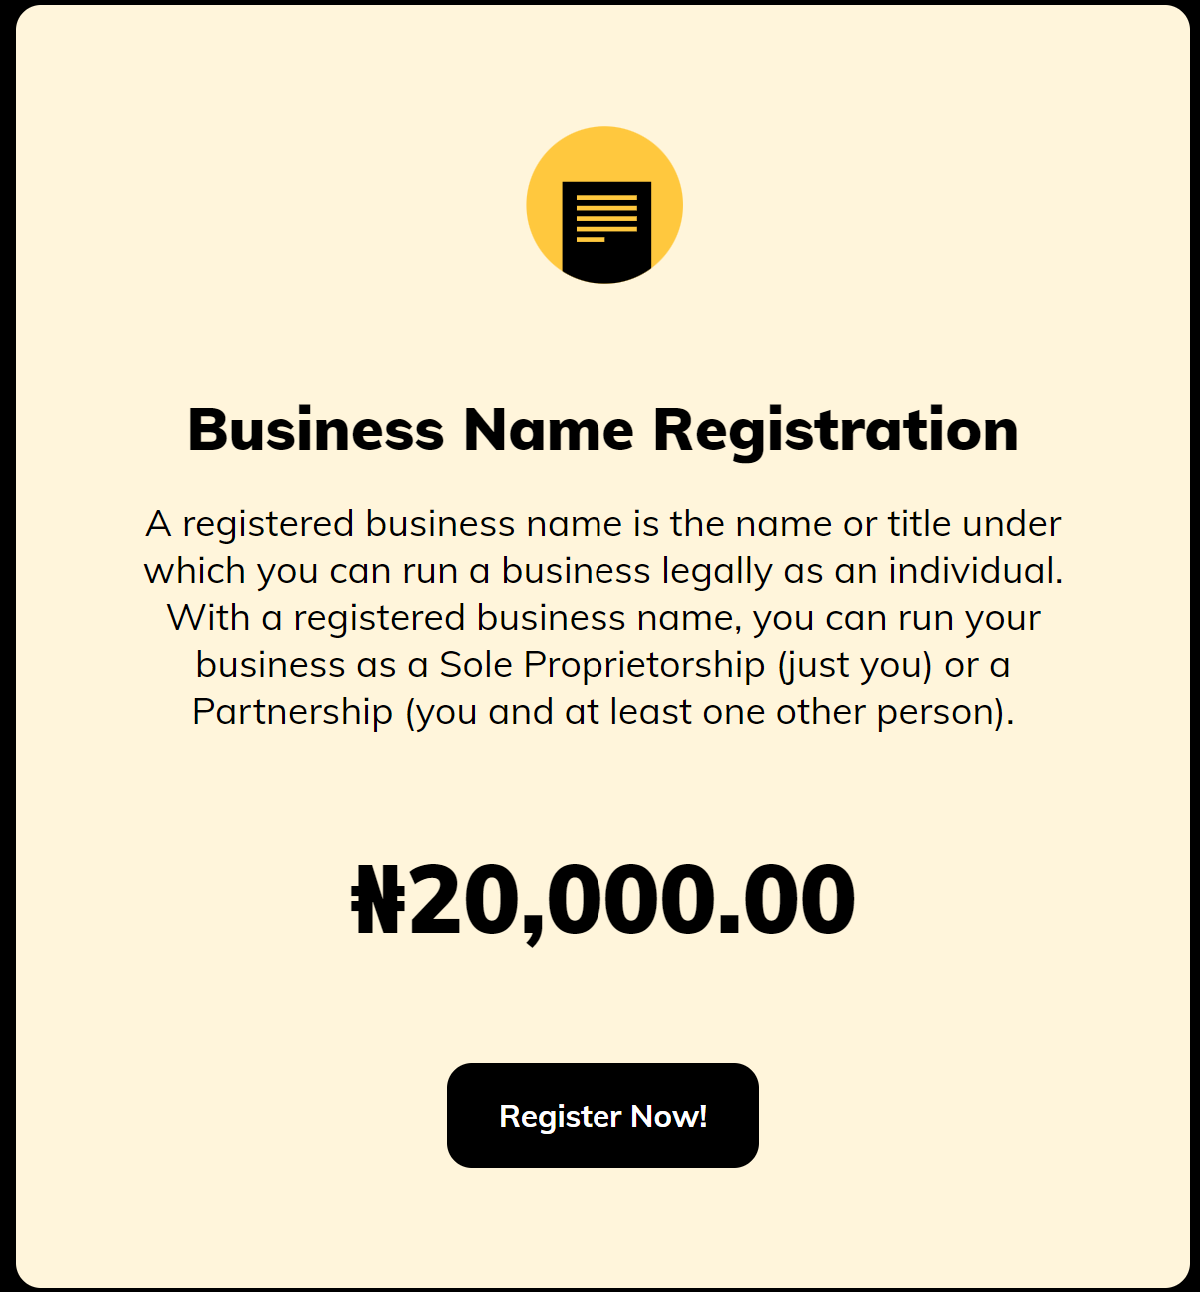 Business Name Registration
A registered business name is the name or title under
which you can run a business legally as an individual.
With a registered business name, you can run your
business as a Sole Proprietorship (just you) or a
Partnership (you and at least one other person).
₦20,000.00
Register Now!